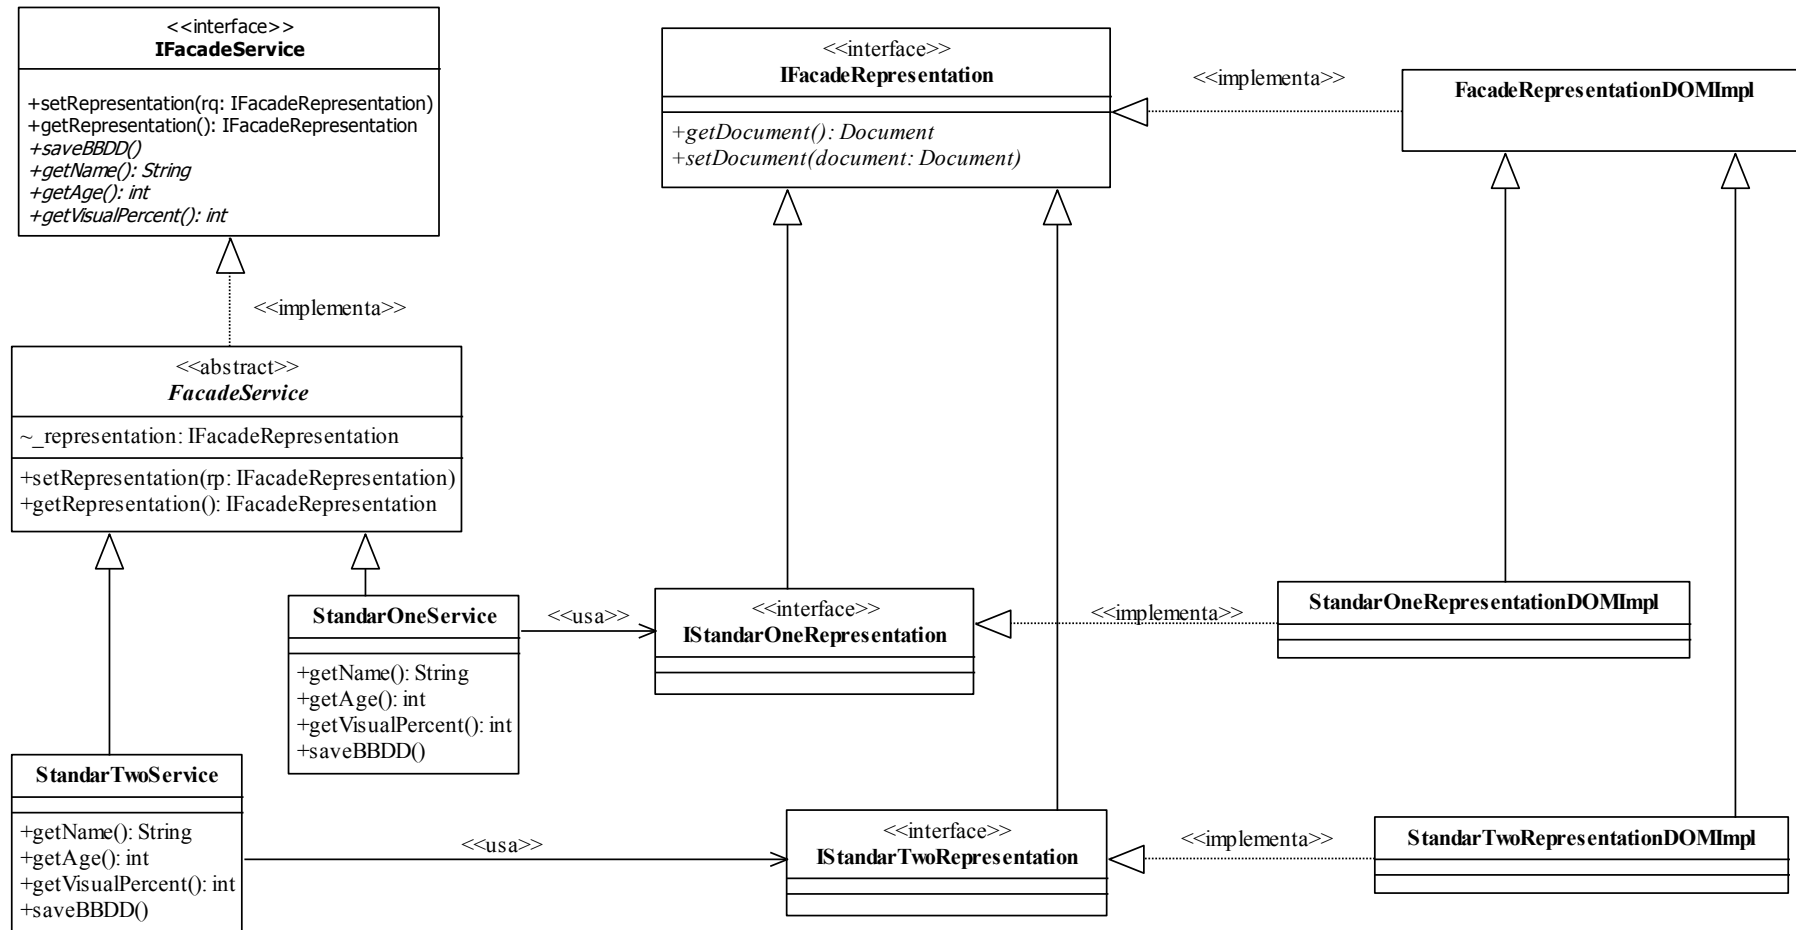 <<interface>>
IFacadeService
+setRepresentation(rq: IFacadeRepresentation)
+getRepresentation(): IFacadeRepresentation
+saveBBDD()
+getName(): String
+getAge(): int
+getVisualPercent(): int
<<implementa>>
<<abstract>>
FacadeService
~_representation: IFacadeRepresentation
+setRepresentation(rp: IFacadeRepresentation)
+getRepresentation(): IFacadeRepresentation
StandarOneService
+getName(): String
+getAge(): int
+getVisualPercent(): int
+saveBBDD()
StandarTwoService
+getName(): String
+getAge(): int
+getVisualPercent(): int
+saveBBDD()
<<usa>>
<<usa>>
<<interface>>
IFacadeRepresentation
+getDocument(): Document
+setDocument(document: Document)
<<interface>>
IStandarOneRepresentation
<<interface>>
IStandarTwoRepresentation
<<implementa>>
FacadeRepresentationDOMImpl
<<implementa>>
StandarOneRepresentationDOMImpl
<<implementa>>
StandarTwoRepresentationDOMImpl